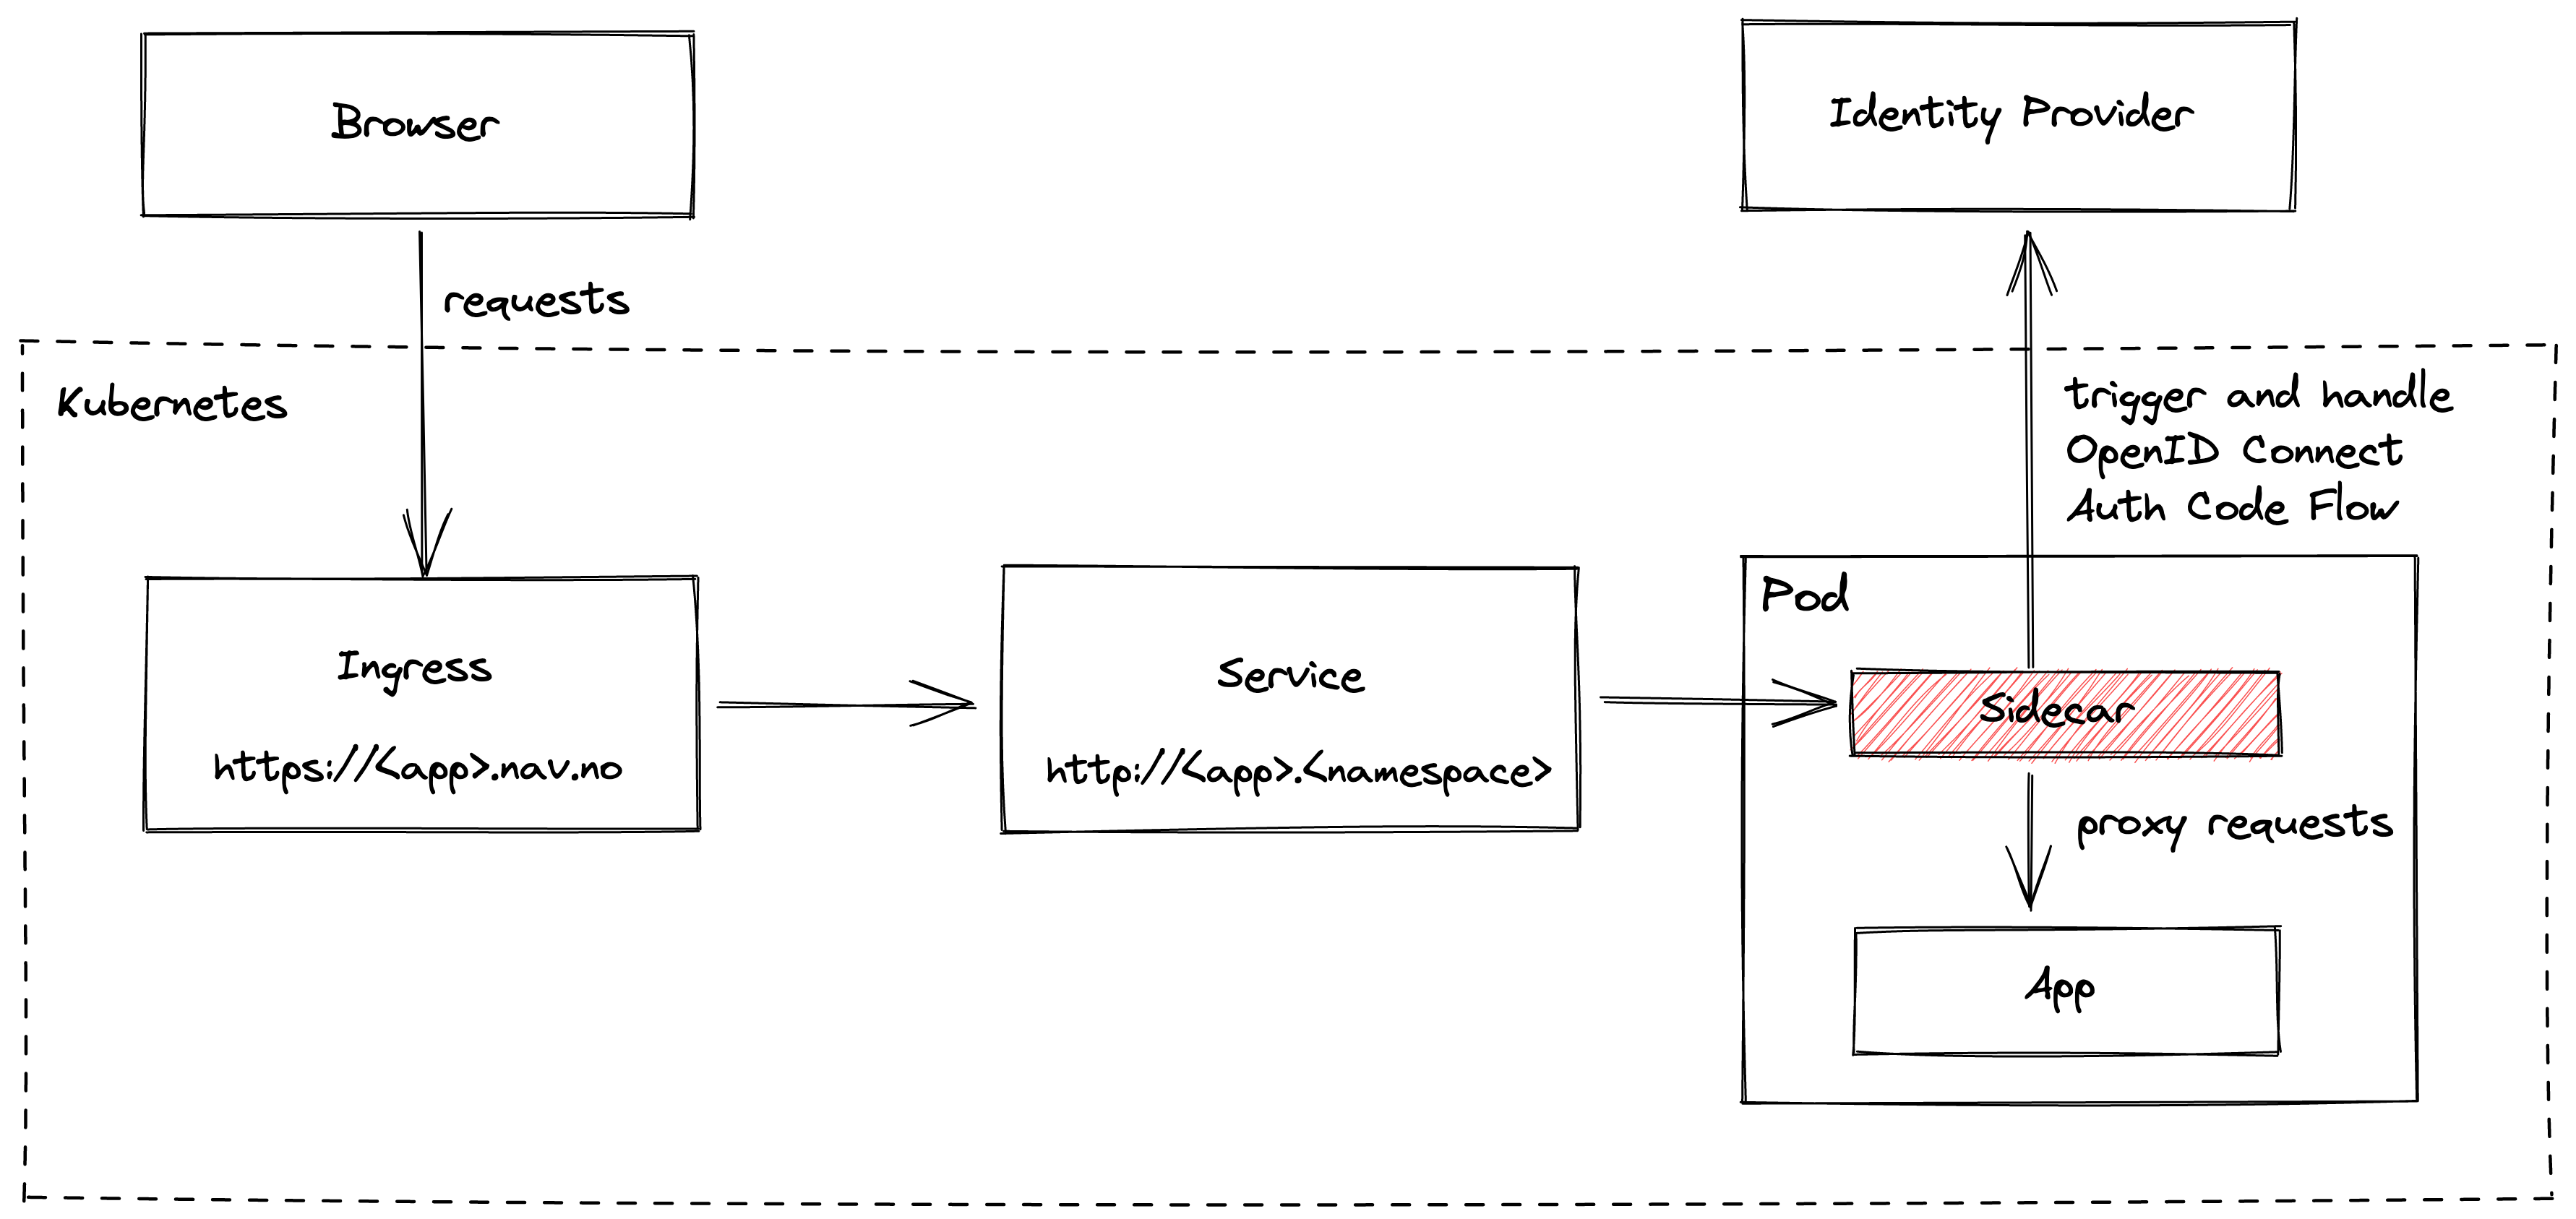 Browser
Identity Provider
requests
Kubernetes
trigger and handle
OpenID Connect
Auth Code Flow
Ingress
https://<app>.nav.no
Service
http://<app>.<namespace>
Pod
Sidecar
proxy requests
App